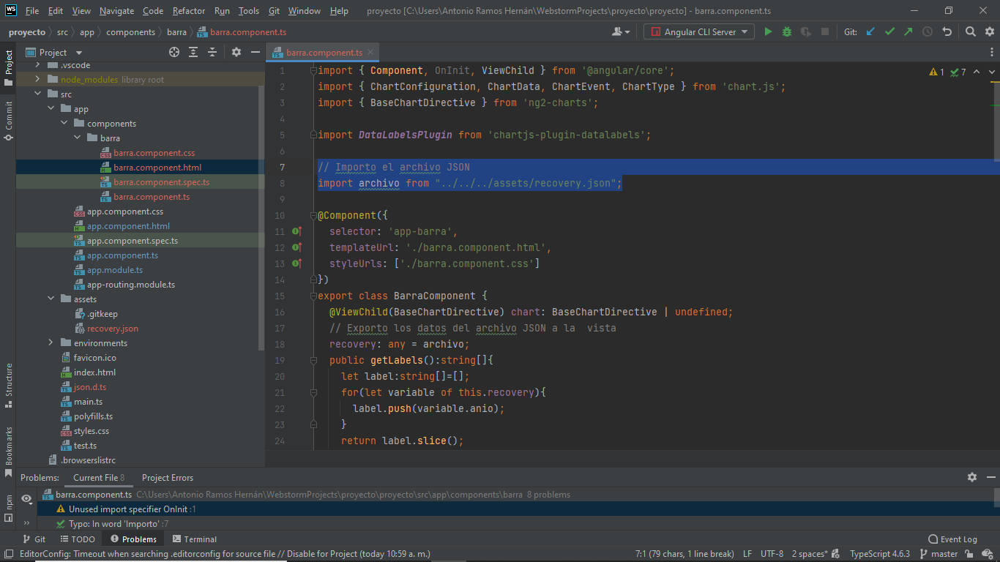 WS File Edit View Navigate Code Refactor Run Tools Git Window Help proyecto [C:\Users\Antonio Ramos Hernán\WebstormProjects\proyecto\proyecto] - barra.component.ts
proyecto src app components barra barra.component.ts Angular CLI Server Git:
Project barra.component.ts
Project
Commit
Structure
Bookmarks
npm
.vscode
node_modules library root
src
app
components
barra
barra.component.css
barra.component.html
barra.component.spec.ts
barra.component.ts
app.component.css
app.component.html
app.component.spec.ts
app.component.ts
app.module.ts
app-routing.module.ts
assets
.gitkeep
recovery.json
environments
favicon.ico
index.html
json.d.ts
main.ts
polyfills.ts
styles.css
test.ts
.browserslistrc
1 import { Component, OnInit, ViewChild } from '@angular/core'; 1 7
2 import { ChartConfiguration, ChartData, ChartEvent, ChartType } from 'chart.js';
3 import { BaseChartDirective } from 'ng2-charts';
4
5 import DataLabelsPlugin from 'chartjs-plugin-datalabels';
6
7 // Importo el archivo JSON
8 import archivo from "../../../assets/recovery.json";
9
10 @Component({
11 selector: 'app-barra',
12 templateUrl: './barra.component.html',
13 styleUrls: ['./barra.component.css']
14 })
15 export class BarraComponent {
16 @ViewChild(BaseChartDirective) chart: BaseChartDirective | undefined;
17 // Exporto los datos del archivo JSON a la  vista
18 recovery: any = archivo;
19 public getLabels():string[]{
20 let label:string[]=[];
21 for(let variable of this.recovery){
22 label.push(variable.anio);
23 }
24 return label.slice();
Problems: Current File 8 Project Errors
barra.component.ts C:\Users\Antonio Ramos Hernán\WebstormProjects\proyecto\proyecto\src\app\components\barra 8 problems
Unused import specifier OnInit :1
Typo: In word 'Importo' :7
Git TODO Problems Terminal Event Log
EditorConfig: Timeout when searching .editorconfig for source file // Disable for Project (today 10:59 a. m.) 7:1 (79 chars, 1 line break) LF UTF-8 2 spaces* TypeScript 4.6.3 master